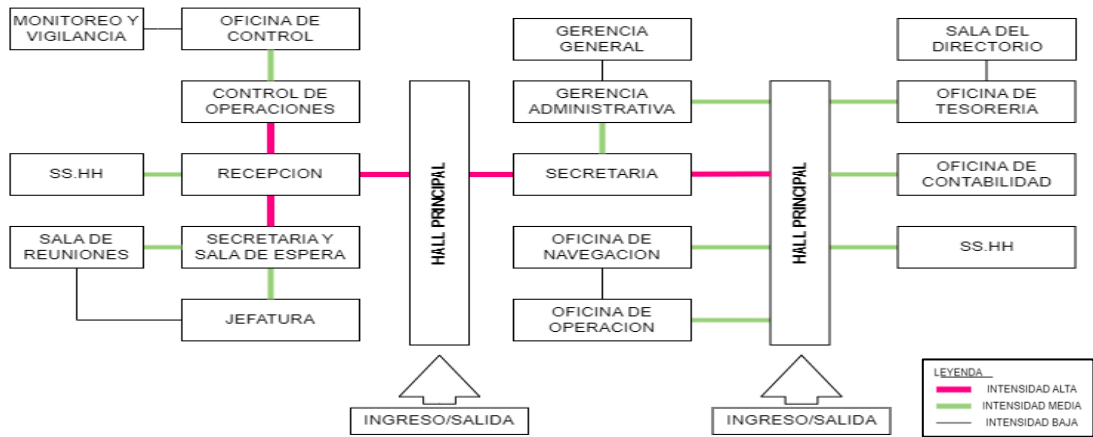 MONITOREO Y
VIGILANCIA
OFICINA DE
CONTROL
GERENCIA
GENERAL
SALA DEL
DIRECTORIO
CONTROL DE
OPERACIONES
GERENCIA
ADMINISTRATIVA
OFICINA DE
TESORERIA
SS.HH
RECEPCION
HALL PRINCIPAL
SECRETARIA
HALL PRINCIPAL
OFICINA DE
CONTABILIDAD
SALA DE
REUNIONES
SECRETARIA Y
SALA DE ESPERA
OFICINA DE
NAVEGACION
SS.HH
JEFATURA
OFICINA DE
OPERACION
INGRESO/SALIDA
INGRESO/SALIDA
LEYENDA
INTENSIDAD ALTA
INTENSIDAD MEDIA
INTENSIDAD BAJA